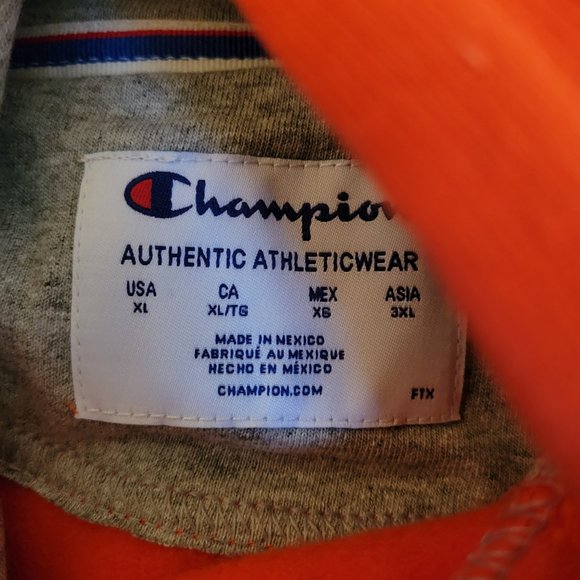 Champion
AUTHENTIC ATHLETICWEAR
USA CA MEX ASIA
XL XL/TG XG 3XL
MADE IN MEXICO
FABRIQUÉ AU MEXIQUE
HECHO EN MÉXICO
CHAMPION.COM FTX